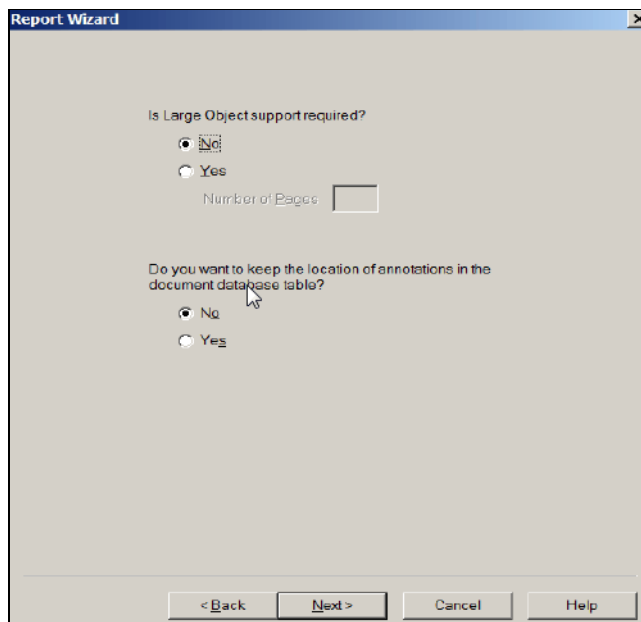 Report Wizard
Is Large Object support required?
No
Yes
Number of Pages
Do you want to keep the location of annotations in the
document database table?
No
Yes
< Back Next > Cancel Help